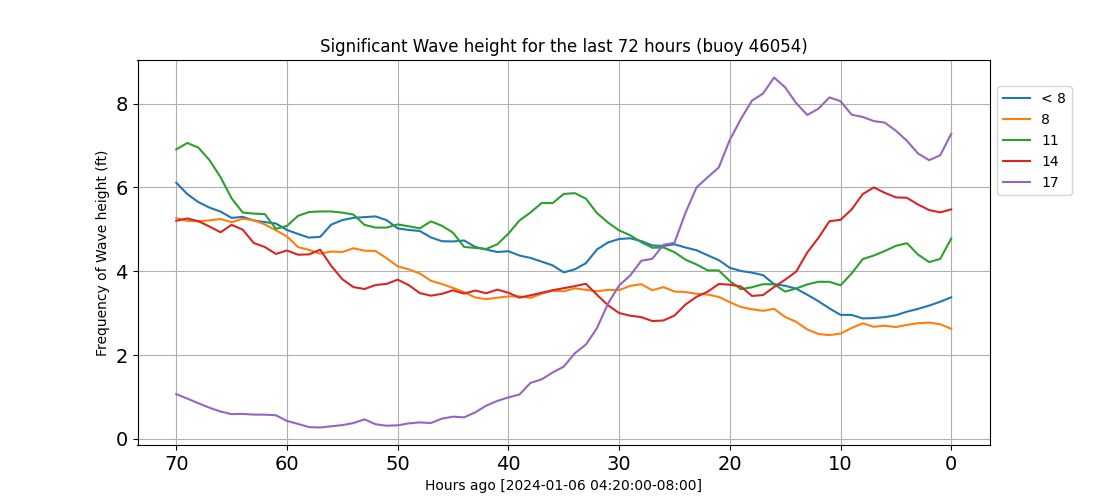 Significant Wave height for the last 72 hours (buoy 46054)
Frequency of Wave height (ft)
8
6
4
2
0
70 60 50 40 30 20 10 0
Hours ago [2024-01-06 04:20:00-08:00]
< 8
8
11
14
17